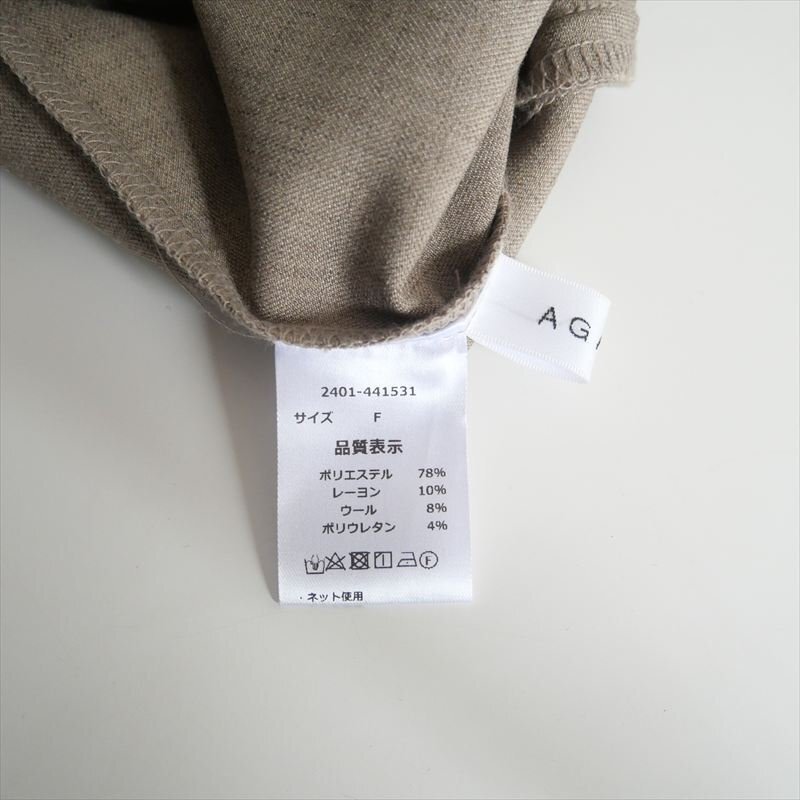 AGA
2401-441531
サイズ F
品質表示
ポリエステル 78%
レーヨン 10%
ウール 8%
ポリウレタン 4%
F
・ネット使用